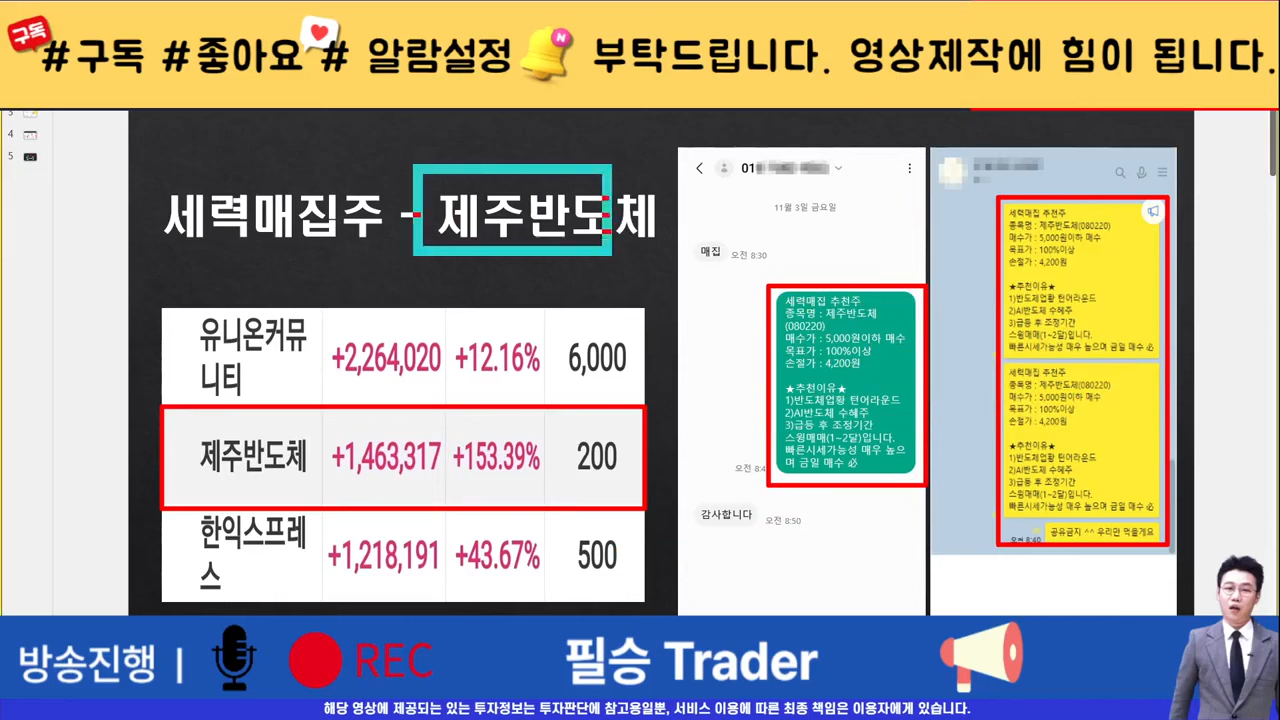 구독
#구독 #좋아요 # 알람설정 N 부탁드립니다. 영상제작에 힘이 됩니다.
3
4
5
세력매집주 - 제주반도체
유니온커뮤
니티
+2,264,020 +12.16% 6,000
제주반도체 +1,463,317 +153.39% 200
한익스프레
스
+1,218,191 +43.67% 500
01
11월 3일 금요일
매집
오전 8:30
세력매집 추천주
종목명 : 제주반도체
(080220)
매수가 : 5,000원이하 매수
목표가 : 100%이상
손절가 : 4,200원
★추천이유★
1)반도체업황 턴어라운드
2)AI반도체 수혜주
3)급등 후 조정기간
스윙매매(1~2달)입니다.
빠른시세가능성 매우 높으
며 금일 매수 必
오전 8:4
감사합니다
오전 8:50
세력매집 추천주
종목명 : 제주반도체(080220)
매수가 : 5,000원이하 매수
목표가 : 100%이상
손절가 : 4,200원
★추천이유★
1)반도체업황 턴어라운드
2)AI반도체 수혜주
3)급등 후 조정기간
스윙매매(1~2달)입니다.
빠른시세가능성 매우 높으며 금일 매수 必
세력매집 추천주
종목명 : 제주반도체(080220)
매수가 : 5,000원이하 매수
목표가 : 100%이상
손절가 : 4,200원
★추천이유★
1)반도체업황 턴어라운드
2)AI반도체 수혜주
3)급등 후 조정기간
스윙매매(1~2달)입니다.
빠른시세가능성 매우 높으며 금일 매수 必
오전 8:40
공유금지 ^^ 우리만 먹을게요
방송진행 | REC 필승 Trader
해당 영상에 제공되는 있는 투자정보는 투자판단에 참고용일뿐, 서비스 이용에 따른 최종 책임은 이용자에게 있습니다.